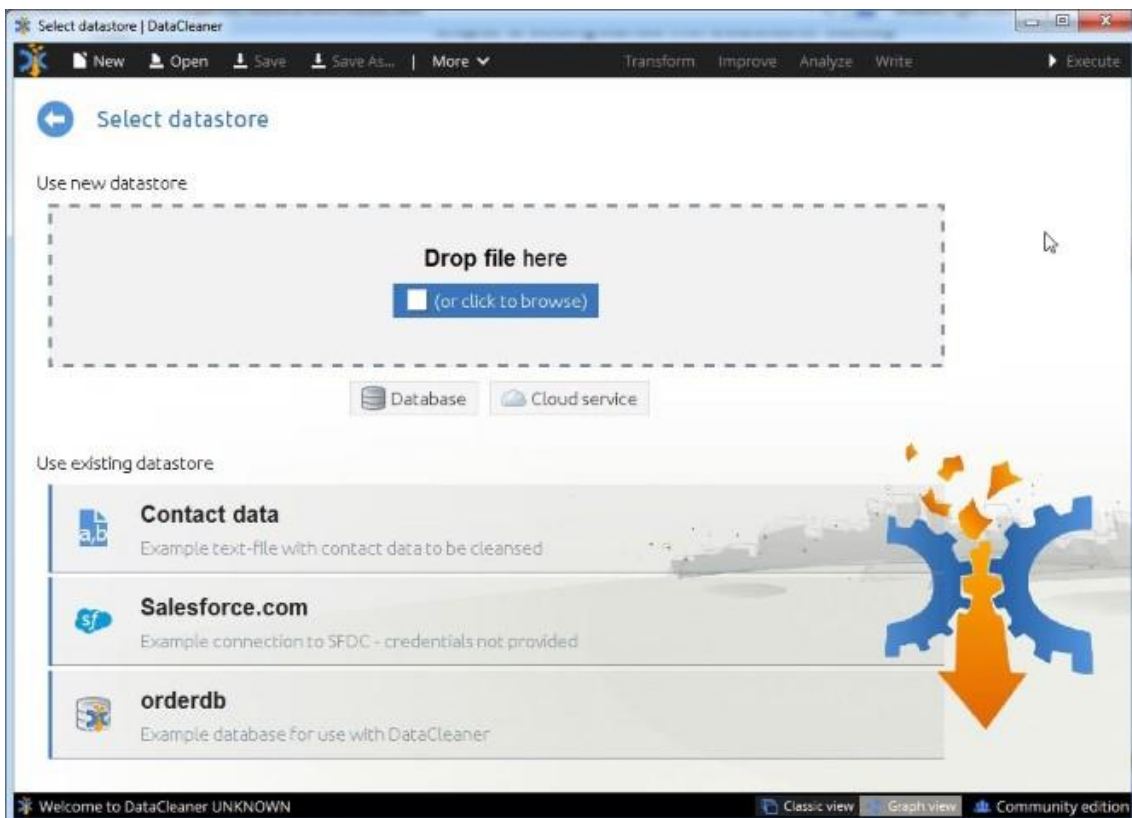 Select datastore | DataCleaner
New Open Save Save As... | More Transform Improve Analyze Write Execute
Select datastore
Use new datastore
Drop file here
(or click to browse)
Database Cloud service
Use existing datastore
a,b
Contact data
Example text-file with contact data to be cleansed
sf
Salesforce.com
Example connection to SFDC - credentials not provided
orderdb
Example database for use with DataCleaner
Welcome to DataCleaner UNKNOWN Classic view Graph view Community edition